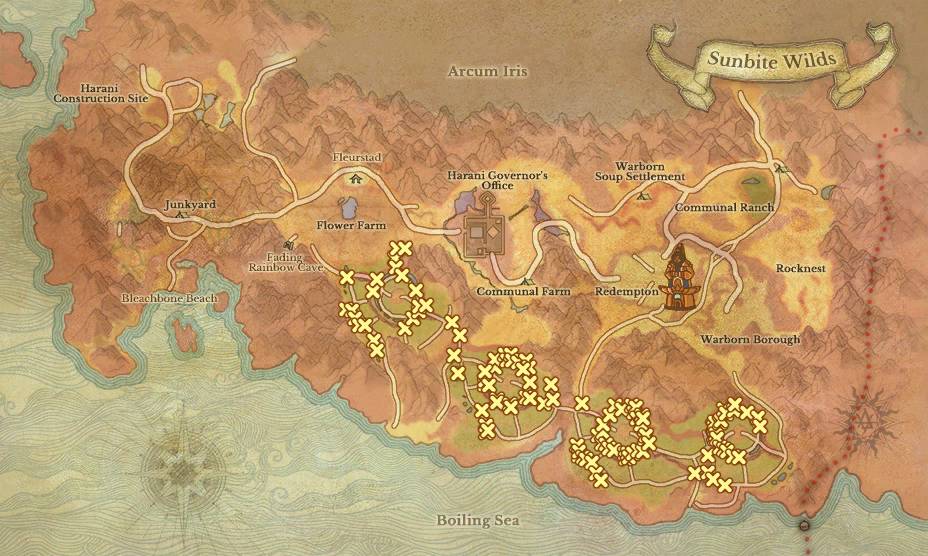 Sunbite Wilds
Arcum Iris
Harani
Construction Site
Fleurstad
Harani Governor's
Office
Warborn
Soup Settlement
Junkyard
Flower Farm
Communal Ranch
Fading
Rainbow Cave
Rocknest
Bleachbone Beach
Communal Farm
Redemption
Warborn Borough
Boiling Sea